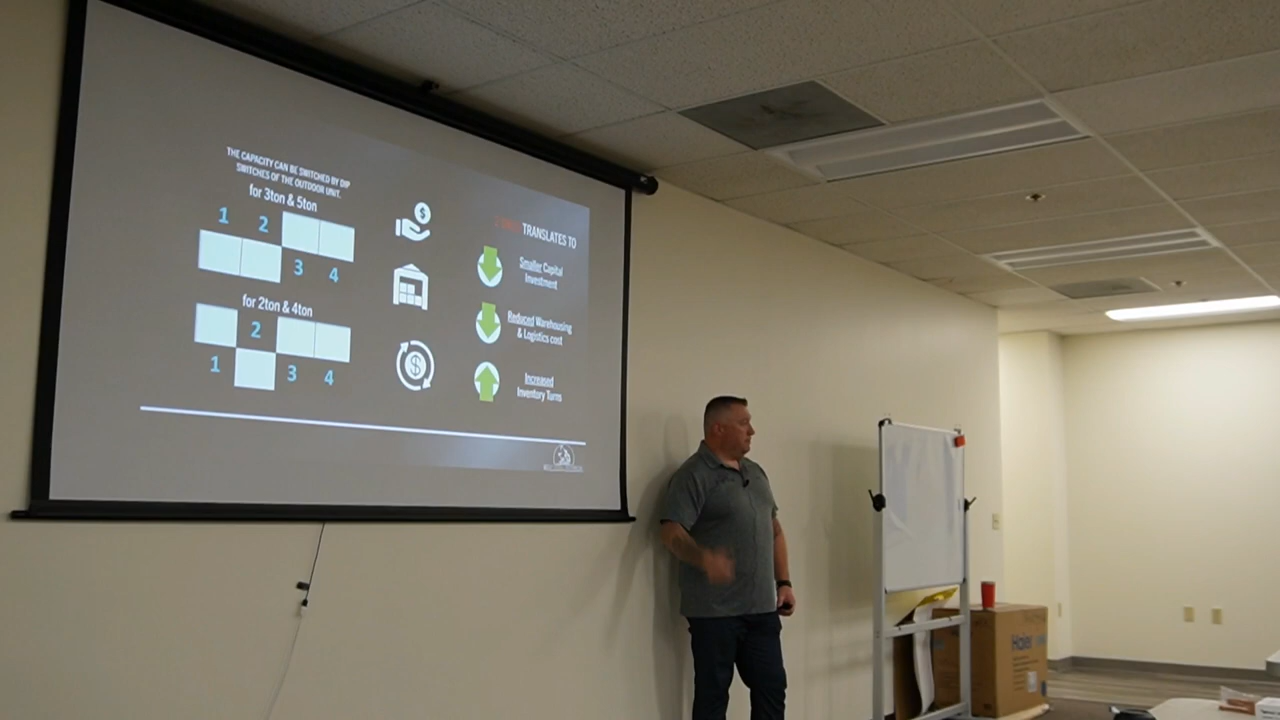 THE CAPACITY CAN BE SWITCHED BY DIP
SWITCHES OF THE OUTDOOR UNIT.
for 3ton & 5ton
1 2
3 4
for 2ton & 4ton
2
1 3 4
$
$
TRANSLATES TO
Smaller Capital
Investment
Reduced Warehousing
& Logistics cost
Increased
Inventory Turns
Haier